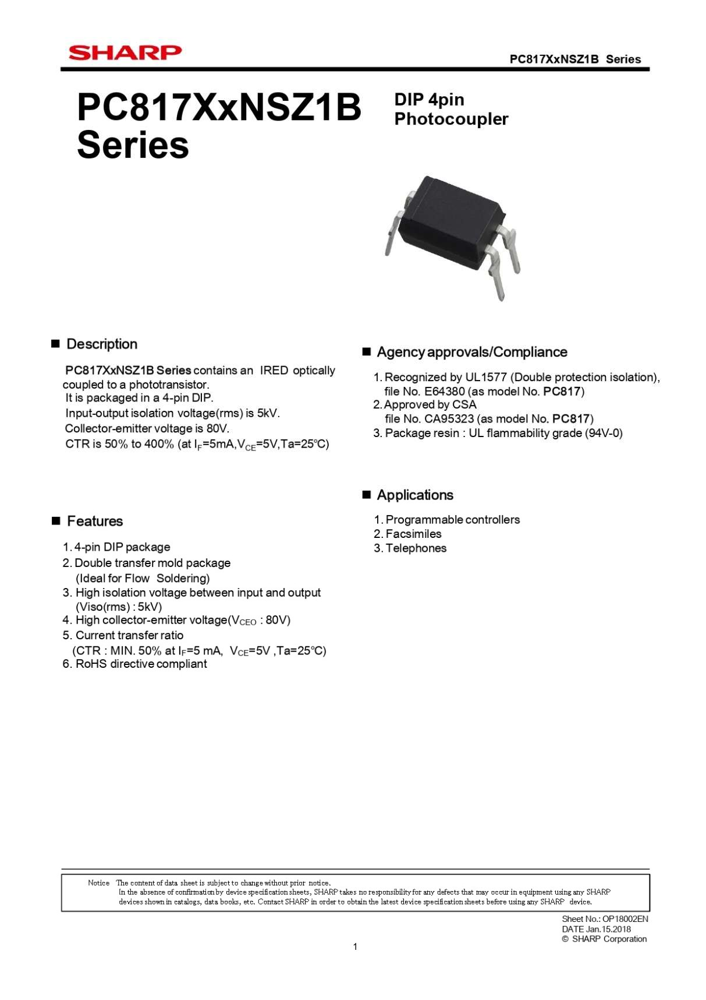 SHARP
PC817XxNSZ1B Series
PC817XxNSZ1B
Series
DIP 4pin
Photocoupler
■ Description
PC817XxNSZ1B Series contains an IRED optically
coupled to a phototransistor.
It is packaged in a 4-pin DIP.
Input-output isolation voltage(rms) is 5kV.
Collector-emitter voltage is 80V.
CTR is 50% to 400% (at IF=5mA,VCE=5V,Ta=25℃)
■ Features
1. 4-pin DIP package
2. Double transfer mold package
(Ideal for Flow Soldering)
3. High isolation voltage between input and output
(Viso(rms) : 5kV)
4. High collector-emitter voltage(VCEO : 80V)
5. Current transfer ratio
(CTR : MIN. 50% at IF=5 mA, VCE=5V ,Ta=25℃)
6. RoHS directive compliant
■ Agency approvals/Compliance
1. Recognized by UL1577 (Double protection isolation),
file No. E64380 (as model No. PC817)
2. Approved by CSA
file No. CA95323 (as model No. PC817)
3. Package resin : UL flammability grade (94V-0)
■ Applications
1. Programmable controllers
2. Facsimiles
3. Telephones
Notice The content of data sheet is subject to change without prior notice.
In the absence of confirmation by device specification sheets, SHARP takes no responsibility for any defects that may occur in equipment using any SHARP
devices shown in catalogs, data books, etc. Contact SHARP in order to obtain the latest device specification sheets before using any SHARP device.
Sheet No.: OP18002EN
DATE Jan.15.2018
© SHARP Corporation
1